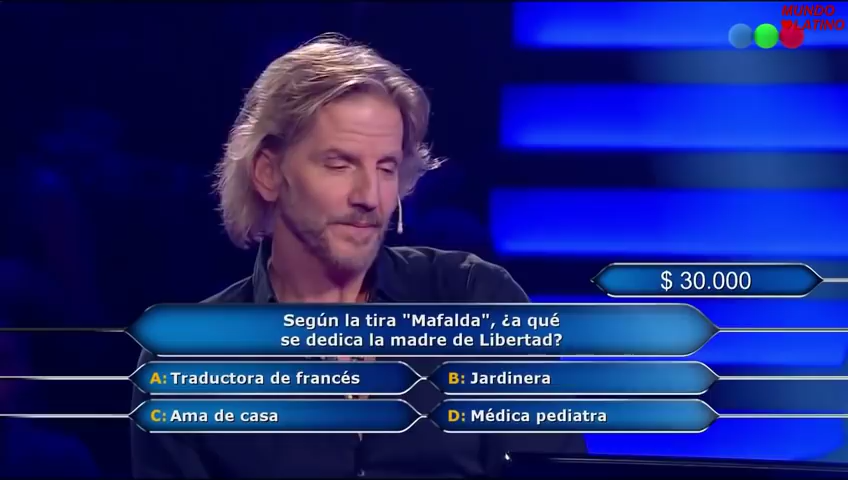 MUNDO
LATINO
$ 30.000
Según la tira "Mafalda", ¿a qué
se dedica la madre de Libertad?
A: Traductora de francés
B: Jardinera
C: Ama de casa
D: Médica pediatra